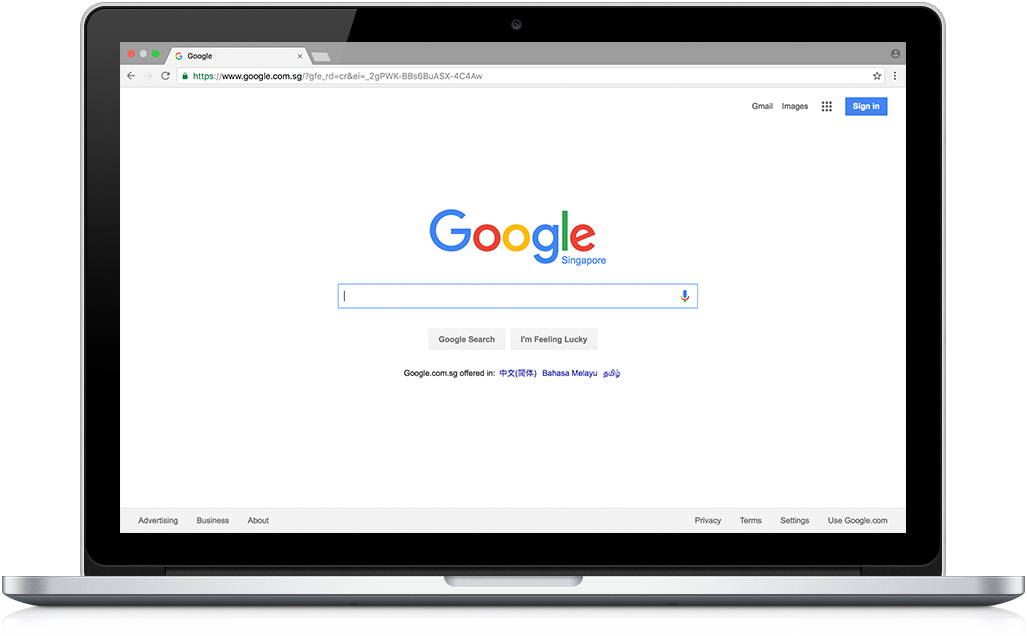 Google
https://www.google.com.sg/?gfe_rd=cr&ei=_2gPWK-BBs6BuASX-4C4Aw
Gmail Images Sign in
Google
Singapore
Google Search I'm Feeling Lucky
Google.com.sg offered in: 中文(简体) Bahasa Melayu தமிழ்
Advertising Business About Privacy Terms Settings Use Google.com